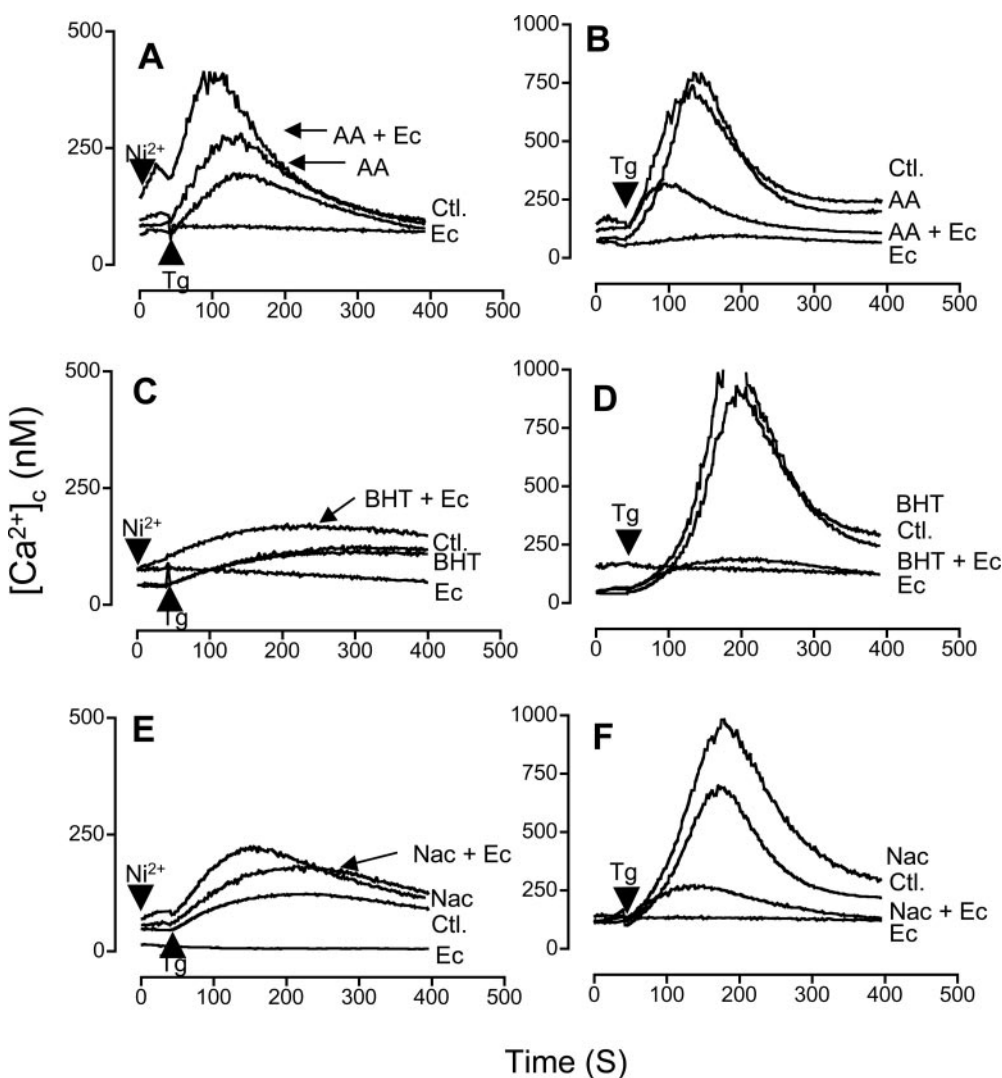 [Ca²⁺]c (nM)
A
500
250
0
Ni²⁺
Tg
AA + Ec
AA
Ctl.
Ec
0 100 200 300 400 500
B
1000
750
500
250
0
Tg
Ctl.
AA
AA + Ec
Ec
0 100 200 300 400 500
C
500
250
0
Ni²⁺
Tg
BHT + Ec
Ctl.
BHT
Ec
0 100 200 300 400 500
D
1000
750
500
250
0
Tg
BHT
Ctl.
BHT + Ec
Ec
0 100 200 300 400 500
E
500
250
0
Ni²⁺
Tg
Nac + Ec
Nac
Ctl.
Ec
0 100 200 300 400 500
F
1000
750
500
250
0
Tg
Nac
Ctl.
Nac + Ec
Ec
0 100 200 300 400 500
Time (S)